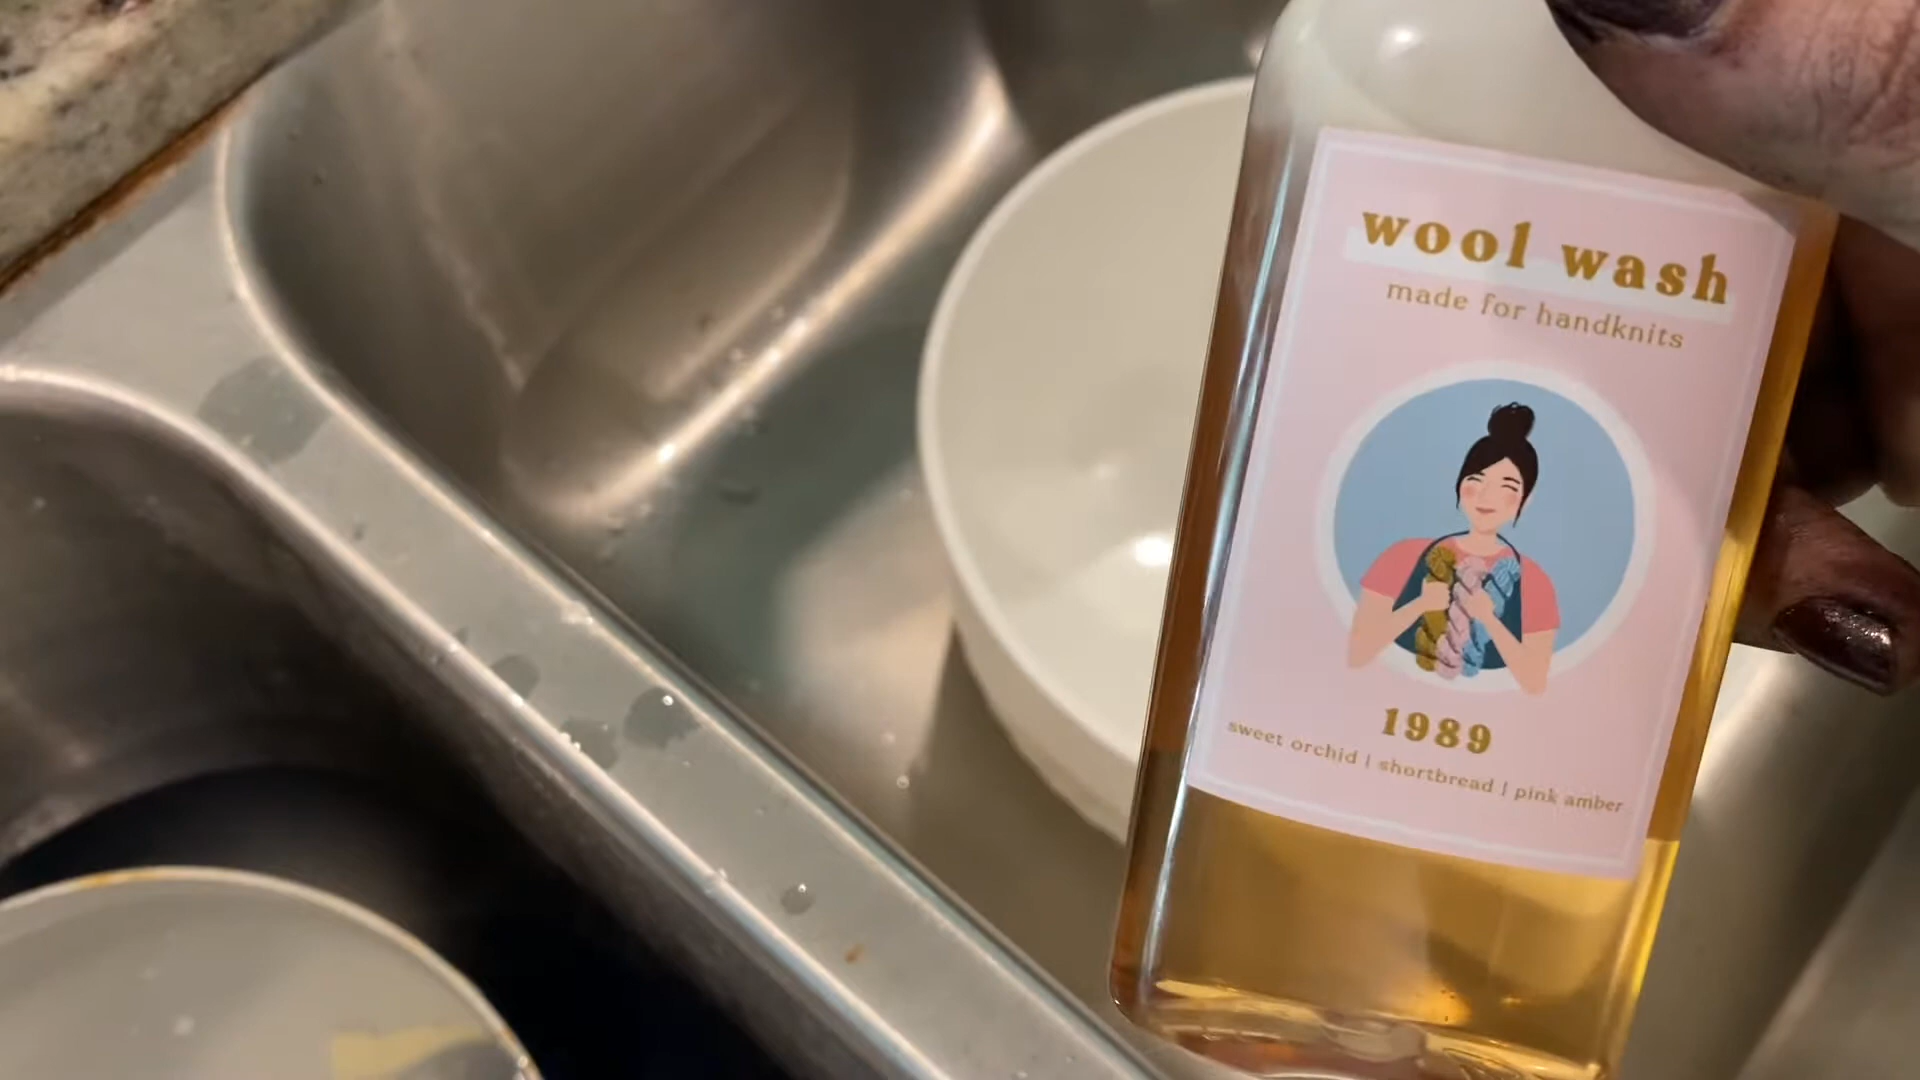 wool wash
made for handknits
1989
sweet orchid | shortbread | pink amber